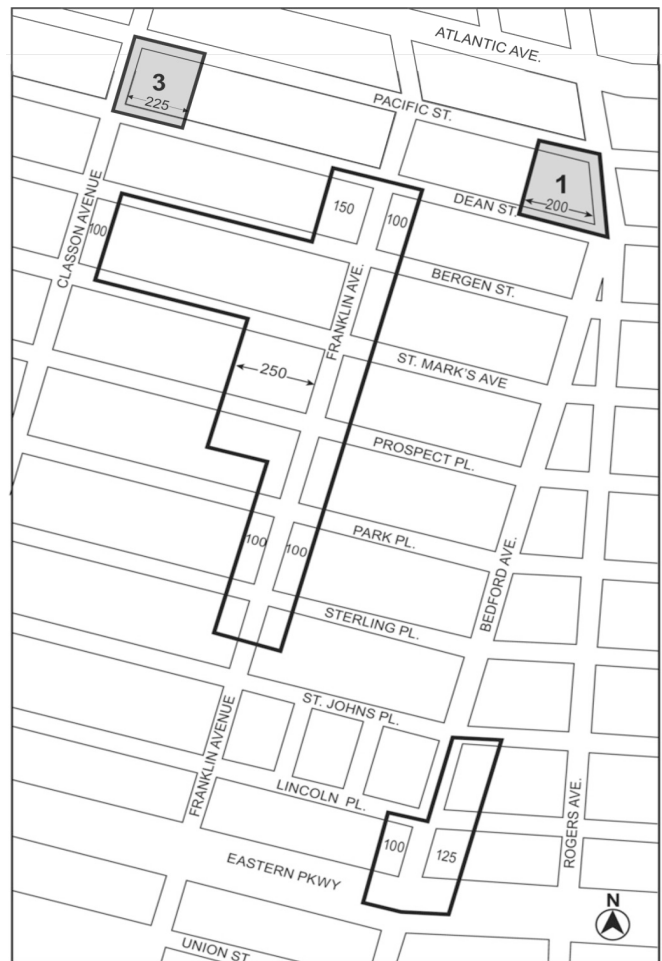 ATLANTIC AVE.
3
225
PACIFIC ST.
1
200
DEAN ST.
150
100
CLASSON AVENUE
100
BERGEN ST.
FRANKLIN AVE.
ST. MARK'S AVE
250
PROSPECT PL.
PARK PL.
100
100
BEDFORD AVE.
STERLING PL.
ST. JOHNS PL.
FRANKLIN AVENUE
LINCOLN PL.
ROGERS AVE.
100
125
EASTERN PKWY
N
UNION ST.